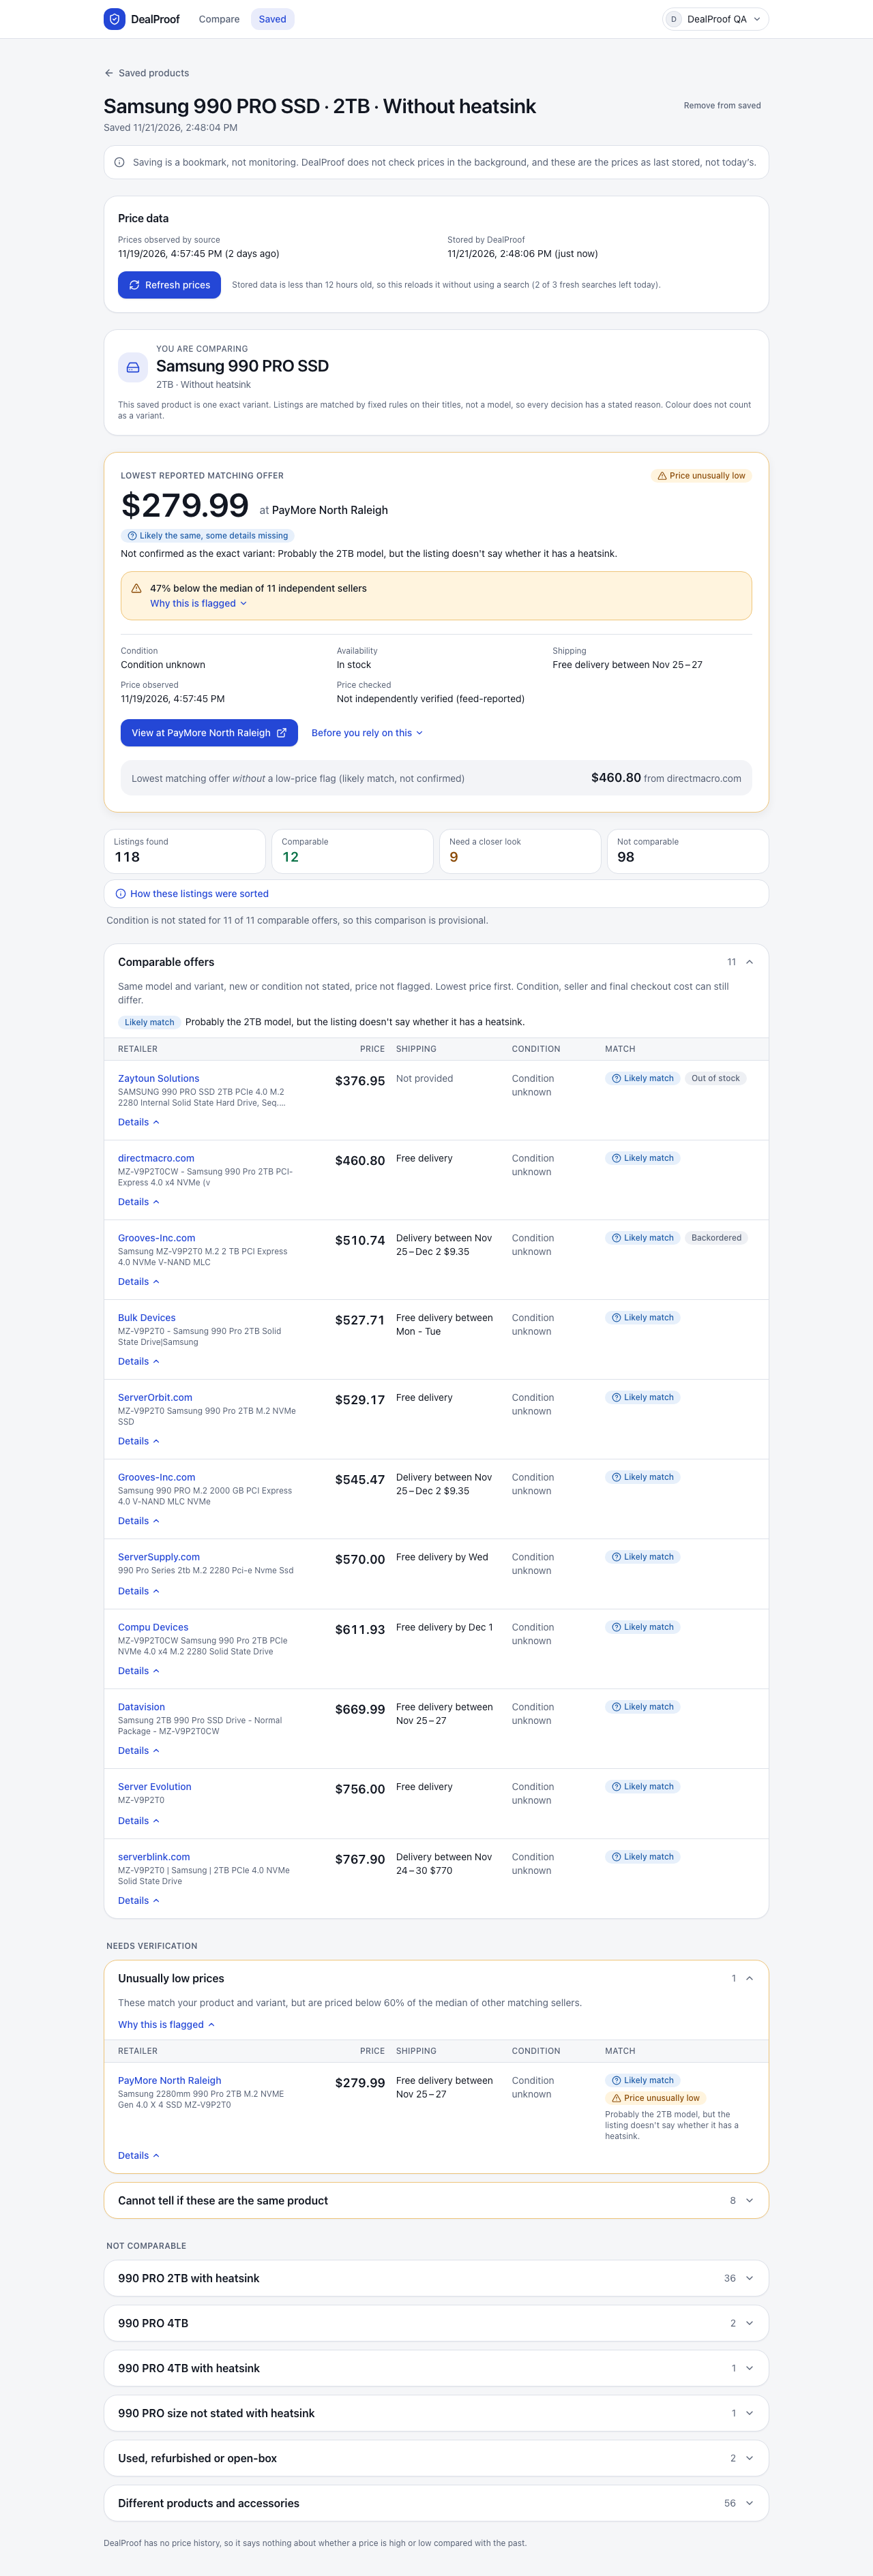 DealProof
Compare
Saved
D
DealProof QA
Saved products
Samsung 990 PRO SSD · 2TB · Without heatsink
Remove from saved
Saved 11/21/2026, 2:48:04 PM
Saving is a bookmark, not monitoring. DealProof does not check prices in the background, and these are the prices as last stored, not today's.
Price data
Prices observed by source
Stored by DealProof
11/19/2026, 4:57:45 PM (2 days ago)
11/21/2026, 2:48:06 PM (just now)
Refresh prices
Stored data is less than 12 hours old, so this reloads it without using a search (2 of 3 fresh searches left today).
YOU ARE COMPARING
Samsung 990 PRO SSD
2TB · Without heatsink
This saved product is one exact variant. Listings are matched by fixed rules on their titles, not a model, so every decision has a stated reason. Colour does not count
as a variant.
LOWEST REPORTED MATCHING OFFER
Price unusually low
$279.99 at PayMore North Raleigh
Likely the same, some details missing
Not confirmed as the exact variant: Probably the 2TB model, but the listing doesn't say whether it has a heatsink.
47% below the median of 11 independent sellers
Why this is flagged
Condition
Availability
Shipping
Condition unknown
In stock
Free delivery between Nov 25 – 27
Price observed
Price checked
11/19/2026, 4:57:45 PM
Not independently verified (feed-reported)
View at PayMore North Raleigh
Before you rely on this
Lowest matching offer without a low-price flag (likely match, not confirmed)
$460.80 from directmacro.com
Listings found
118
Comparable
12
Need a closer look
9
Not comparable
98
How these listings were sorted
Condition is not stated for 11 of 11 comparable offers, so this comparison is provisional.
Comparable offers
11
Same model and variant, new or condition not stated, price not flagged. Lowest price first. Condition, seller and final checkout cost can still
differ.
Likely match Probably the 2TB model, but the listing doesn't say whether it has a heatsink.
RETAILER PRICE SHIPPING CONDITION MATCH
Zaytoun Solutions
SAMSUNG 990 PRO SSD 2TB PCIe 4.0 M.2
2280 Internal Solid State Hard Drive, Seq....
Details
$376.95
Not provided
Condition
unknown
Likely match
Out of stock
directmacro.com
MZ-V9P2T0CW - Samsung 990 Pro 2TB PCI-
Express 4.0 x4 NVMe (v
Details
$460.80
Free delivery
Condition
unknown
Likely match
Grooves-Inc.com
Samsung MZ-V9P2T0 M.2 2 TB PCI Express
4.0 NVMe V-NAND MLC
Details
$510.74
Delivery between Nov
25 – Dec 2 $9.35
Condition
unknown
Likely match
Backordered
Bulk Devices
MZ-V9P2T0 - Samsung 990 Pro 2TB Solid
State Drive|Samsung
Details
$527.71
Free delivery between
Mon - Tue
Condition
unknown
Likely match
ServerOrbit.com
MZ-V9P2T0 Samsung 990 Pro 2TB M.2 NVMe
SSD
Details
$529.17
Free delivery
Condition
unknown
Likely match
Grooves-Inc.com
Samsung 990 PRO M.2 2000 GB PCI Express
4.0 V-NAND MLC NVMe
Details
$545.47
Delivery between Nov
25 – Dec 2 $9.35
Condition
unknown
Likely match
ServerSupply.com
990 Pro Series 2tb M.2 2280 Pci-e Nvme Ssd
Details
$570.00
Free delivery by Wed
Condition
unknown
Likely match
Compu Devices
MZ-V9P2T0CW Samsung 990 Pro 2TB PCIe
NVMe 4.0 x4 M.2 2280 Solid State Drive
Details
$611.93
Free delivery by Dec 1
Condition
unknown
Likely match
Datavision
Samsung 2TB 990 Pro SSD Drive - Normal
Package - MZ-V9P2T0CW
Details
$669.99
Free delivery between
Nov 25 – 27
Condition
unknown
Likely match
Server Evolution
MZ-V9P2T0
Details
$756.00
Free delivery
Condition
unknown
Likely match
serverblink.com
MZ-V9P2T0 | Samsung | 2TB PCIe 4.0 NVMe
Solid State Drive
Details
$767.90
Delivery between Nov
24 – 30 $770
Condition
unknown
Likely match
NEEDS VERIFICATION
Unusually low prices
1
These match your product and variant, but are priced below 60% of the median of other matching sellers.
Why this is flagged
RETAILER PRICE SHIPPING CONDITION MATCH
PayMore North Raleigh
Samsung 2280mm 990 Pro 2TB M.2 NVME
Gen 4.0 X 4 SSD MZ-V9P2T0
$279.99
Free delivery between
Nov 25 – 27
Condition
unknown
Likely match
Price unusually low
Probably the 2TB model, but the
listing doesn't say whether it has a
heatsink.
Details
Cannot tell if these are the same product
8
NOT COMPARABLE
990 PRO 2TB with heatsink
36
990 PRO 4TB
2
990 PRO 4TB with heatsink
1
990 PRO size not stated with heatsink
1
Used, refurbished or open-box
2
Different products and accessories
56
DealProof has no price history, so it says nothing about whether a price is high or low compared with the past.